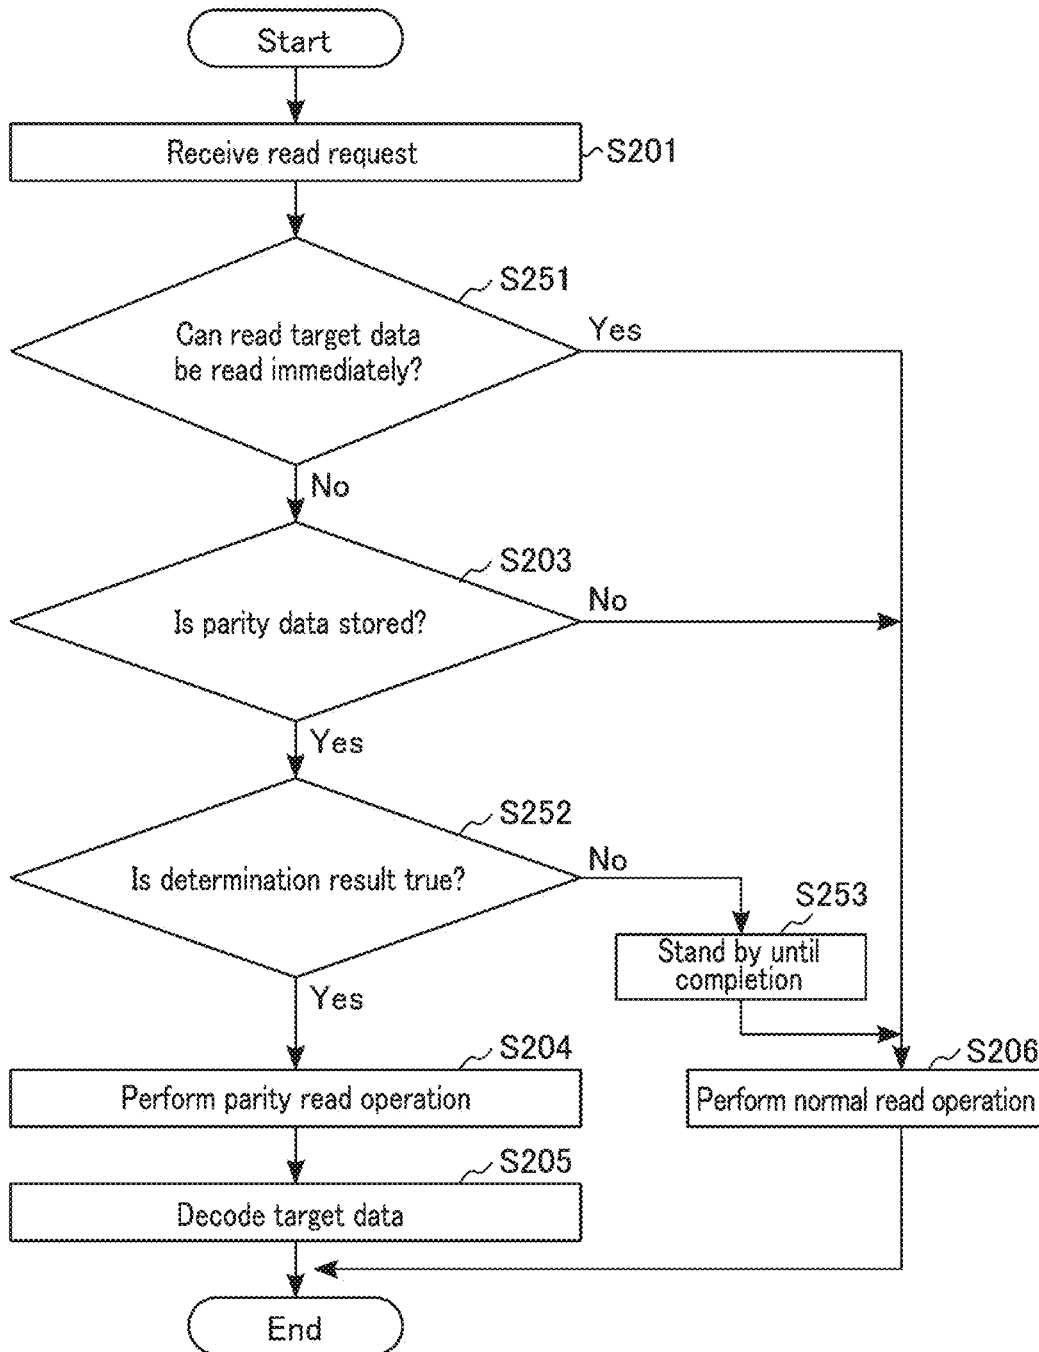 Start
Receive read request
S201
S251
Can read target data
be read immediately?
Yes
No
S203
Is parity data stored?
No
Yes
S252
Is determination result true?
No
S253
Stand by until
completion
Yes
S204
Perform parity read operation
S206
Perform normal read operation
S205
Decode target data
End